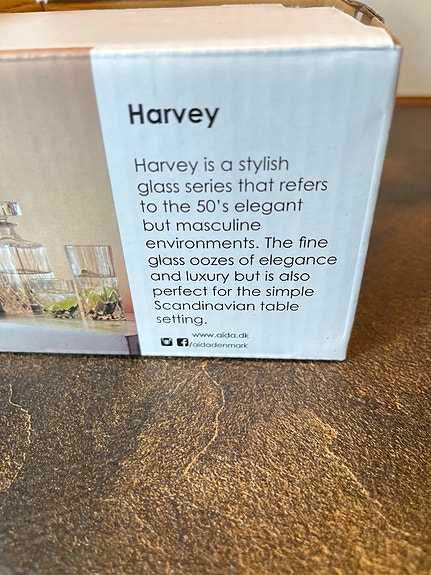 Harvey
Harvey is a stylish
glass series that refers
to the 50's elegant
but masculine
environments. The fine
glass oozes of elegance
and luxury but is also
perfect for the simple
Scandinavian table
setting.
www.aida.dk
/aidadenmark